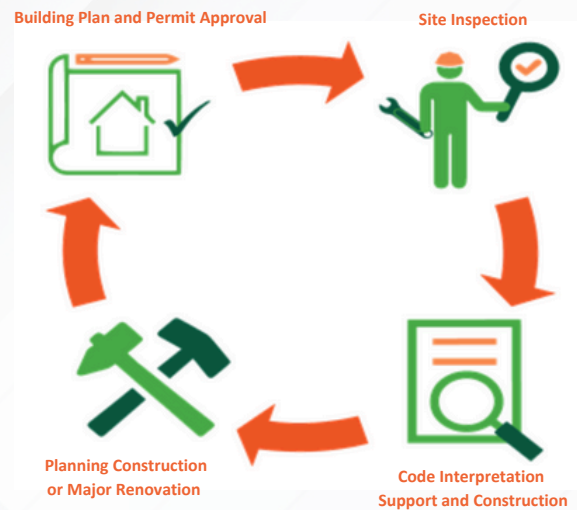 Building Plan and Permit Approval
Site Inspection
Planning Construction
or Major Renovation
Code Interpretation
Support and Construction